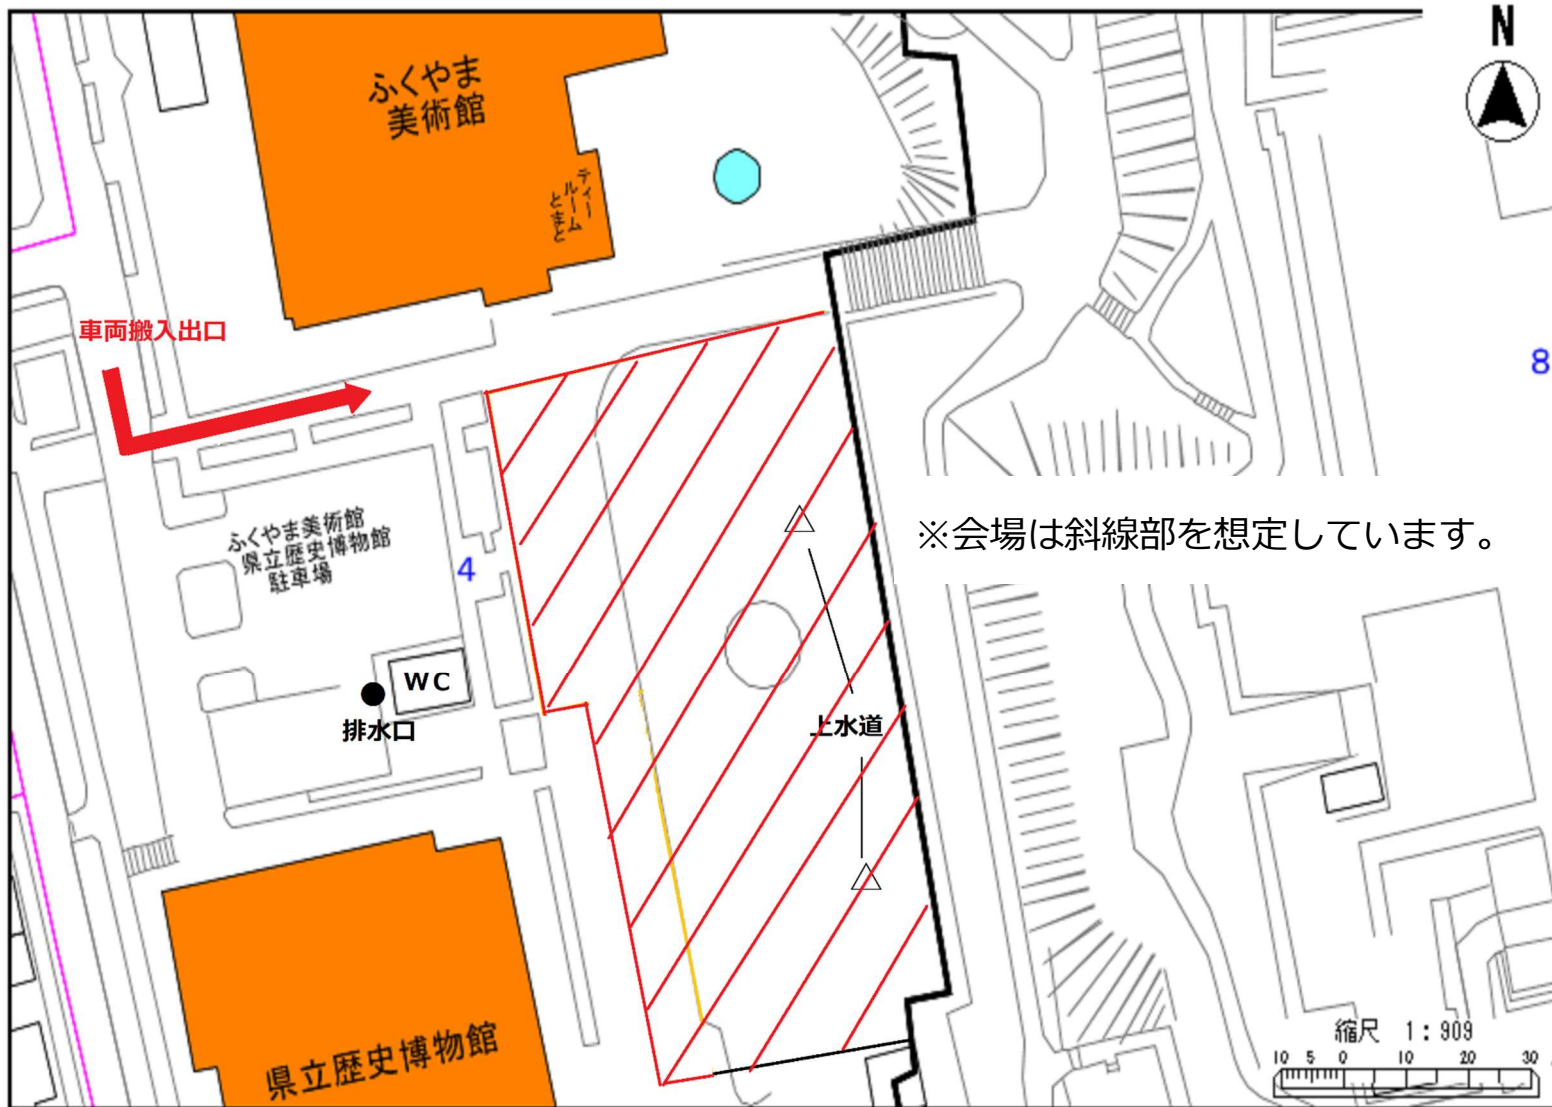 N
ふくやま
美術館
ティー
ルーム
とまと
車両搬入出口
8
ふくやま美術館
県立歴史博物館
駐車場
4
※会場は斜線部を想定しています。
WC
排水口
上水道
県立歴史博物館
縮尺 1:909
10 5 0 10 20 30